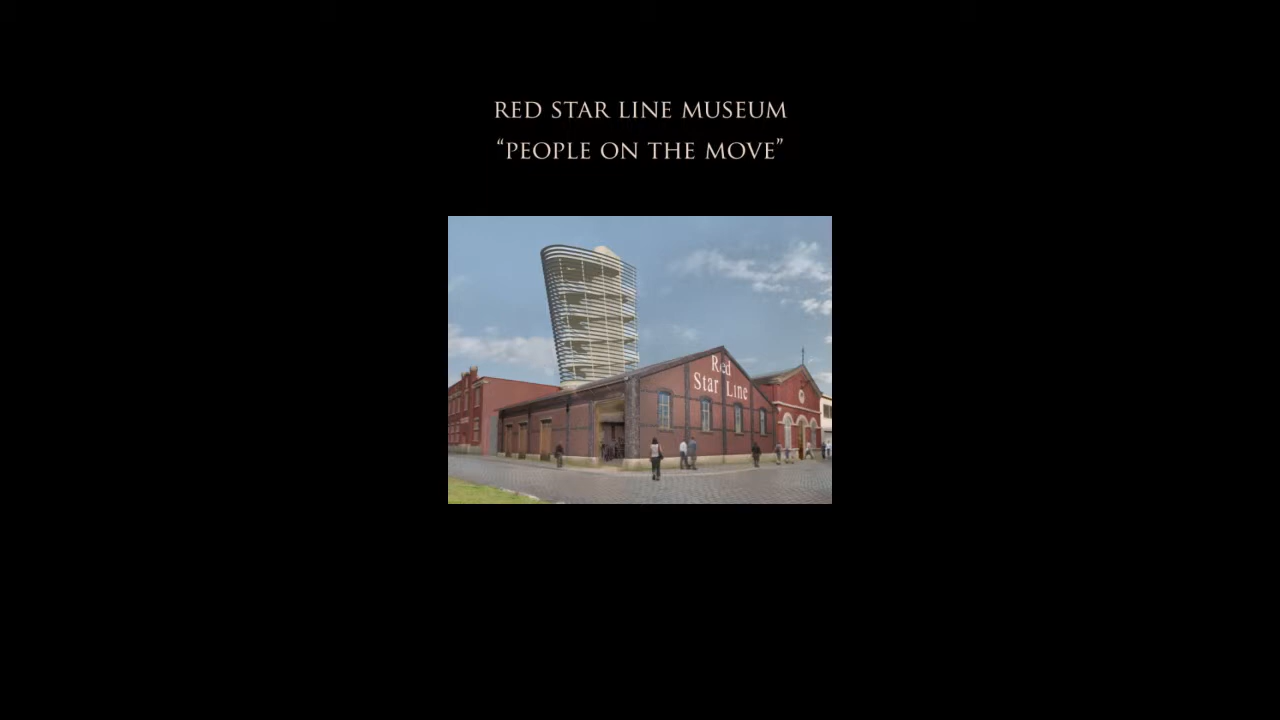 RED STAR LINE MUSEUM
“PEOPLE ON THE MOVE”
Red
Star Line